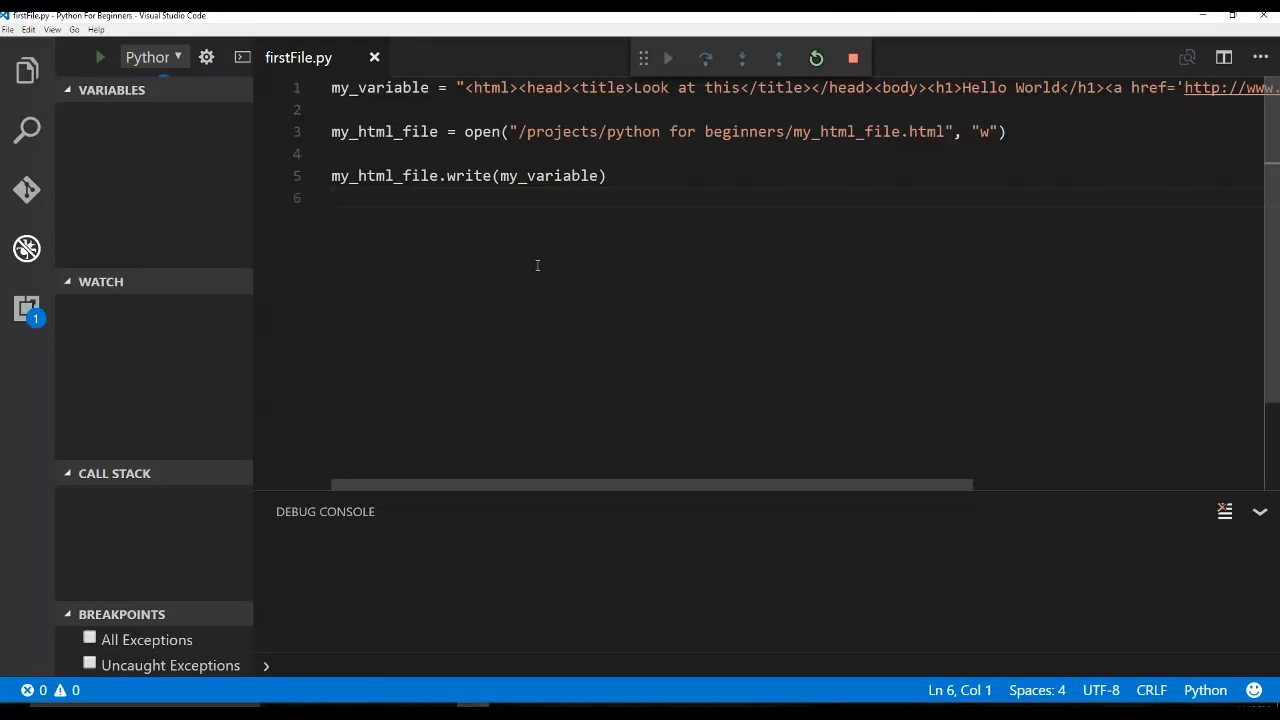 firstFile.py - Python For Beginners - Visual Studio Code
File Edit View Go Help
Python
firstFile.py
VARIABLES
WATCH
CALL STACK
BREAKPOINTS
All Exceptions
Uncaught Exceptions
1 my_variable = "<html><head><title>Look at this</title></head><body><h1>Hello World</h1><a href='http://www.
2
3 my_html_file = open("/projects/python for beginners/my_html_file.html", "w")
4
5 my_html_file.write(my_variable)
6
DEBUG CONSOLE
1
0 0
Ln 6, Col 1 Spaces: 4 UTF-8 CRLF Python